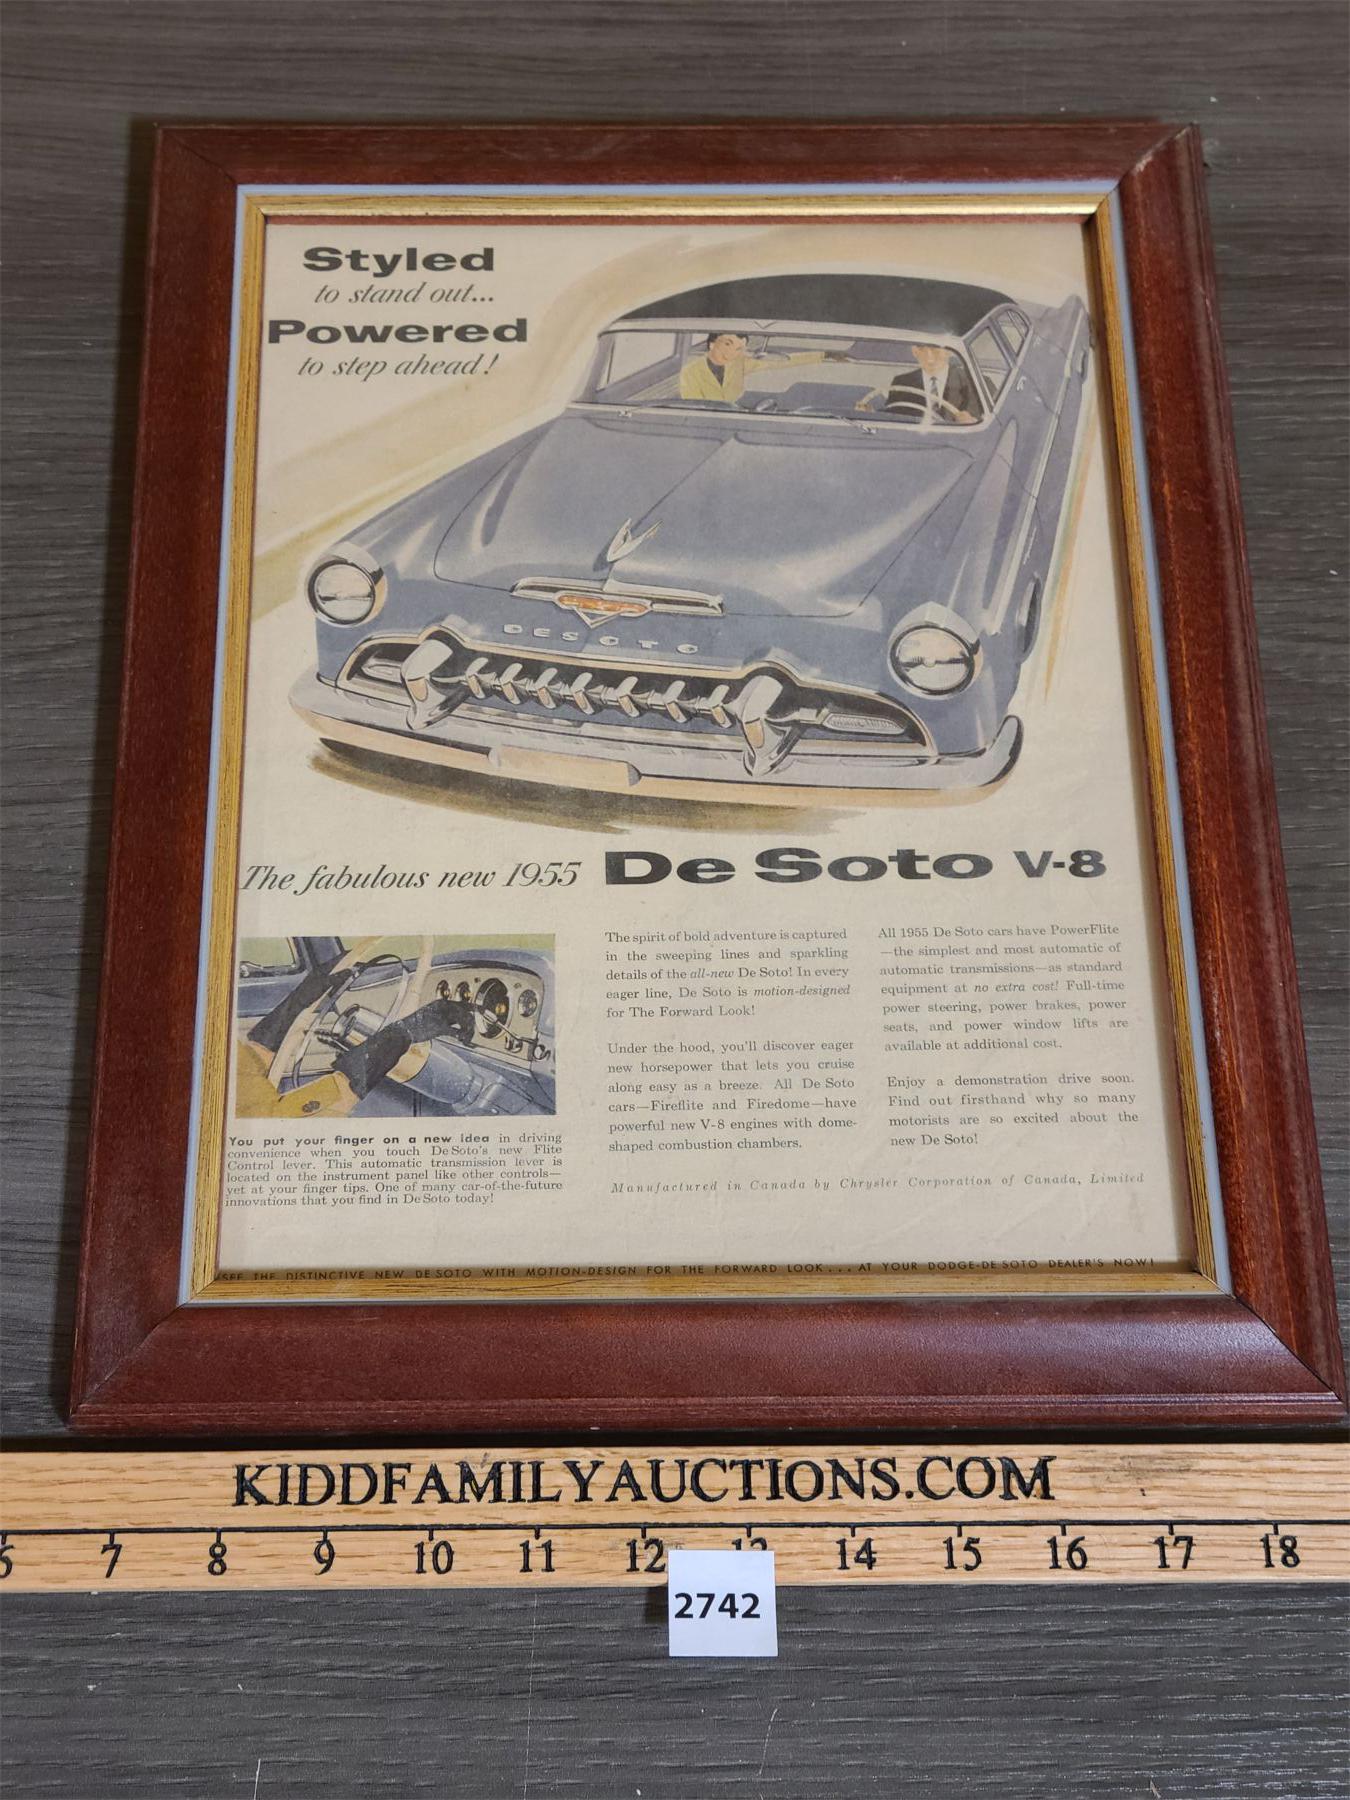 Styled
to stand out...
Powered
to step ahead!
DESOTO
The fabulous new 1955 De Soto V-8
You put your finger on a new idea in driving
convenience when you touch De Soto's new Flite
Control lever. This automatic transmission lever is
located on the instrument panel like other controls—
yet at your finger tips. One of many car-of-the-future
innovations that you find in De Soto today!
The spirit of bold adventure is captured
in the sweeping lines and sparkling
details of the all-new De Soto! In every
eager line, De Soto is motion-designed
for The Forward Look!
Under the hood, you'll discover eager
new horsepower that lets you cruise
along easy as a breeze. All De Soto
cars—Fireflite and Firedome—have
powerful new V-8 engines with dome-
shaped combustion chambers.
All 1955 De Soto cars have PowerFlite
—the simplest and most automatic of
automatic transmissions—as standard
equipment at no extra cost! Full-time
power steering, power brakes, power
seats, and power window lifts are
available at additional cost.
Enjoy a demonstration drive soon.
Find out firsthand why so many
motorists are so excited about the
new De Soto!
Manufactured in Canada by Chrysler Corporation of Canada, Limited
SEE THE DISTINCTIVE NEW DE SOTO WITH MOTION-DESIGN FOR THE FORWARD LOOK... AT YOUR DODGE-DE SOTO DEALER'S NOW!
KIDDFAMILYAUCTIONS.COM
6 7 8 9 10 11 12 13 14 15 16 17 18
2742